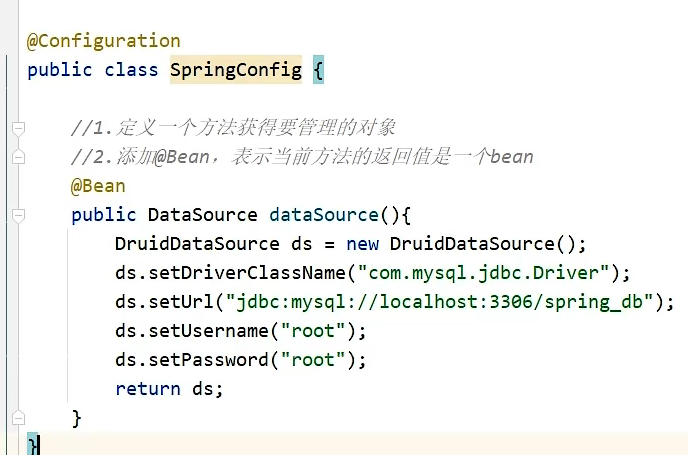 @Configuration
public class SpringConfig {
//1.定义一个方法获得要管理的对象
//2.添加@Bean，表示当前方法的返回值是一个bean
@Bean
public DataSource dataSource(){
DruidDataSource ds = new DruidDataSource();
ds.setDriverClassName("com.mysql.jdbc.Driver");
ds.setUrl("jdbc:mysql://localhost:3306/spring_db");
ds.setUsername("root");
ds.setPassword("root");
return ds;
}
}